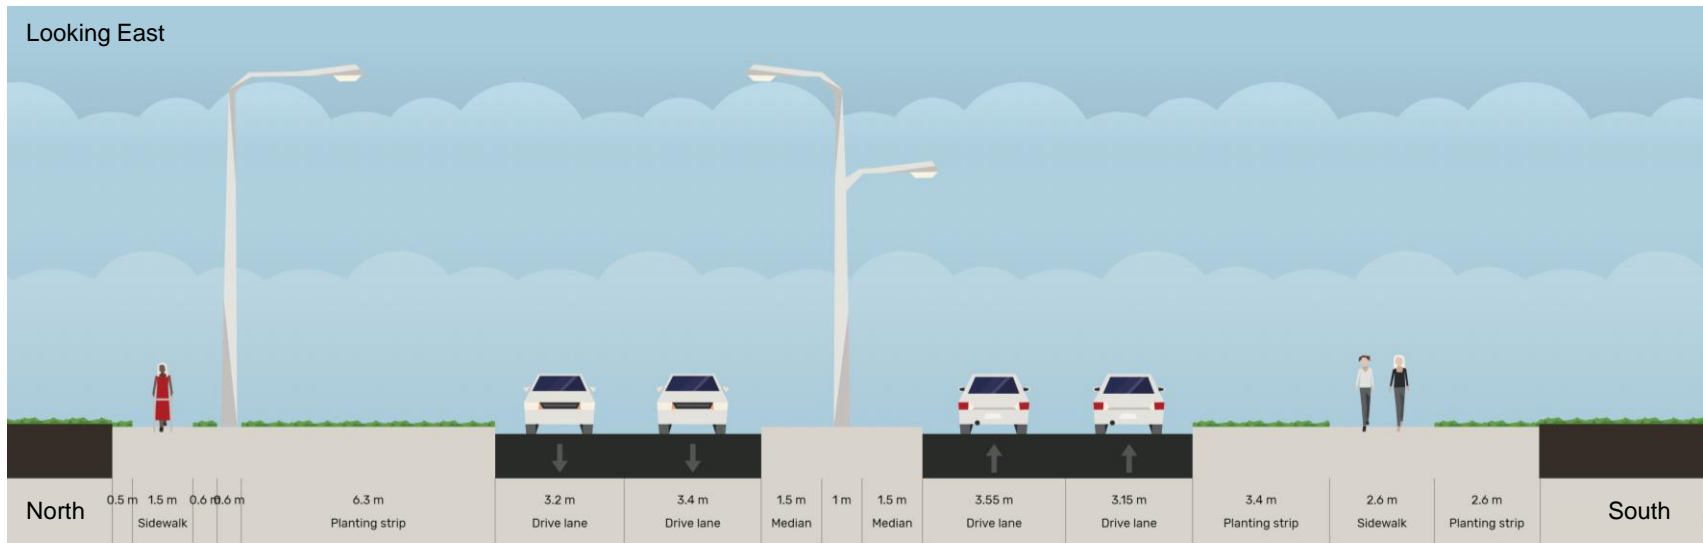 Looking East
0.5 m 1.5 m 0.6 m 0.6 m 6.3 m 3.2 m 3.4 m 1.5 m 1 m 1.5 m 3.55 m 3.15 m 3.4 m 2.6 m 2.6 m
North Sidewalk Planting strip Drive lane Drive lane Median Median Drive lane Drive lane Planting strip Sidewalk Planting strip South